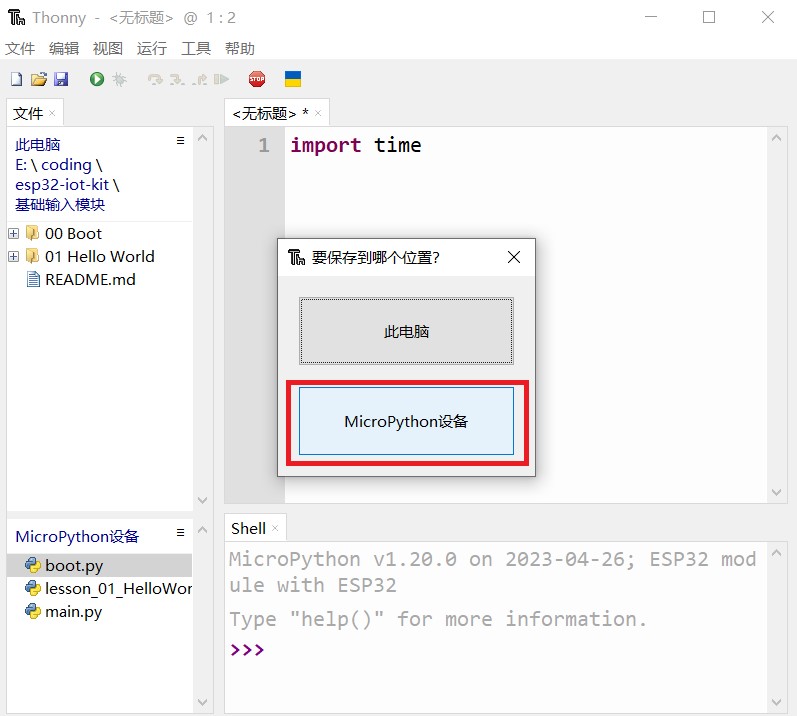 Thonny - <无标题> @ 1 : 2
文件 编辑 视图 运行 工具 帮助
STOP
文件
此电脑
E: \ coding \
esp32-iot-kit \
基础输入模块
00 Boot
01 Hello World
README.md
<无标题> *
1 import time
要保存到哪个位置?
此电脑
MicroPython设备
MicroPython设备
boot.py
lesson_01_HelloWor
main.py
Shell
MicroPython v1.20.0 on 2023-04-26; ESP32 mod
ule with ESP32
Type "help()" for more information.
>>>